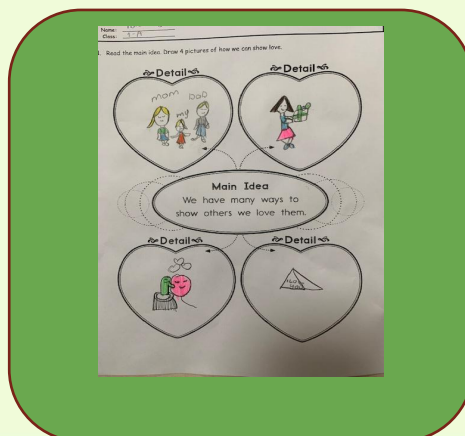 Name:
Class: 3-A
1. Read the main idea. Draw 4 pictures of how we can show love.
Detail
Detail
mom
DaD
my
Main Idea
We have many ways to
show others we love them.
Detail
Detail